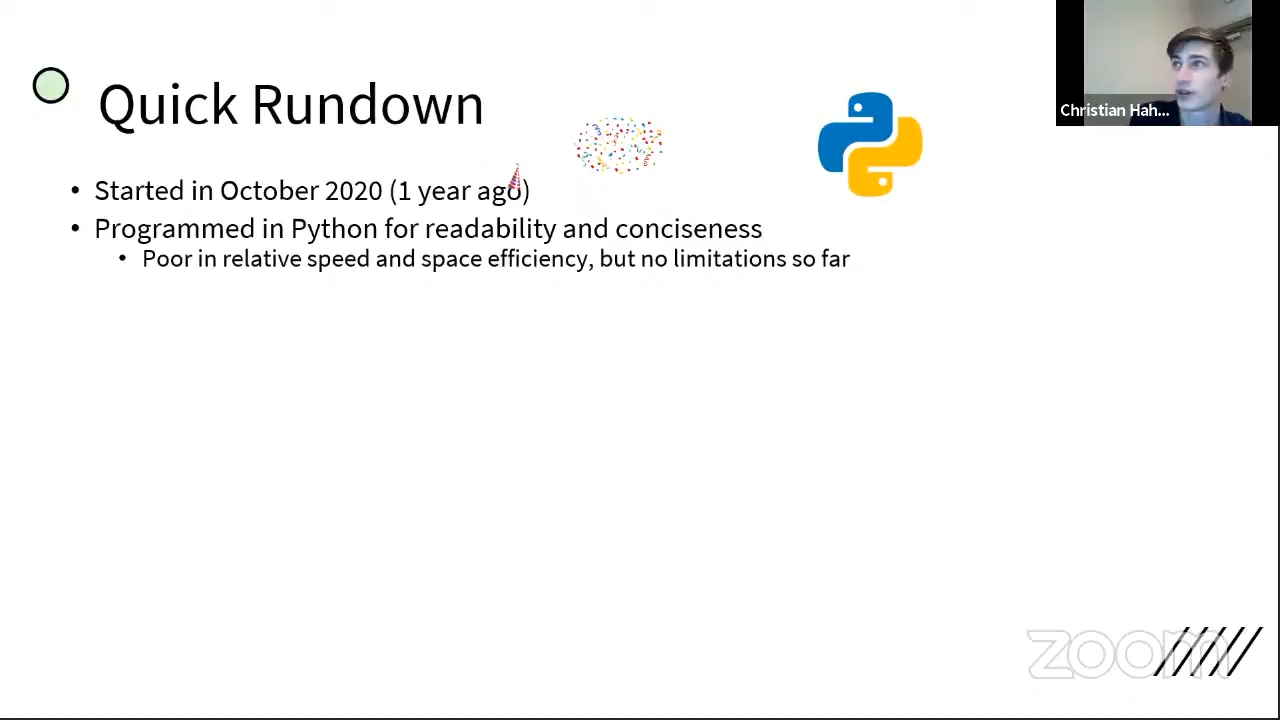 Quick Rundown
Christian Hah...
• Started in October 2020 (1 year ago)
• Programmed in Python for readability and conciseness
• Poor in relative speed and space efficiency, but no limitations so far
zoom